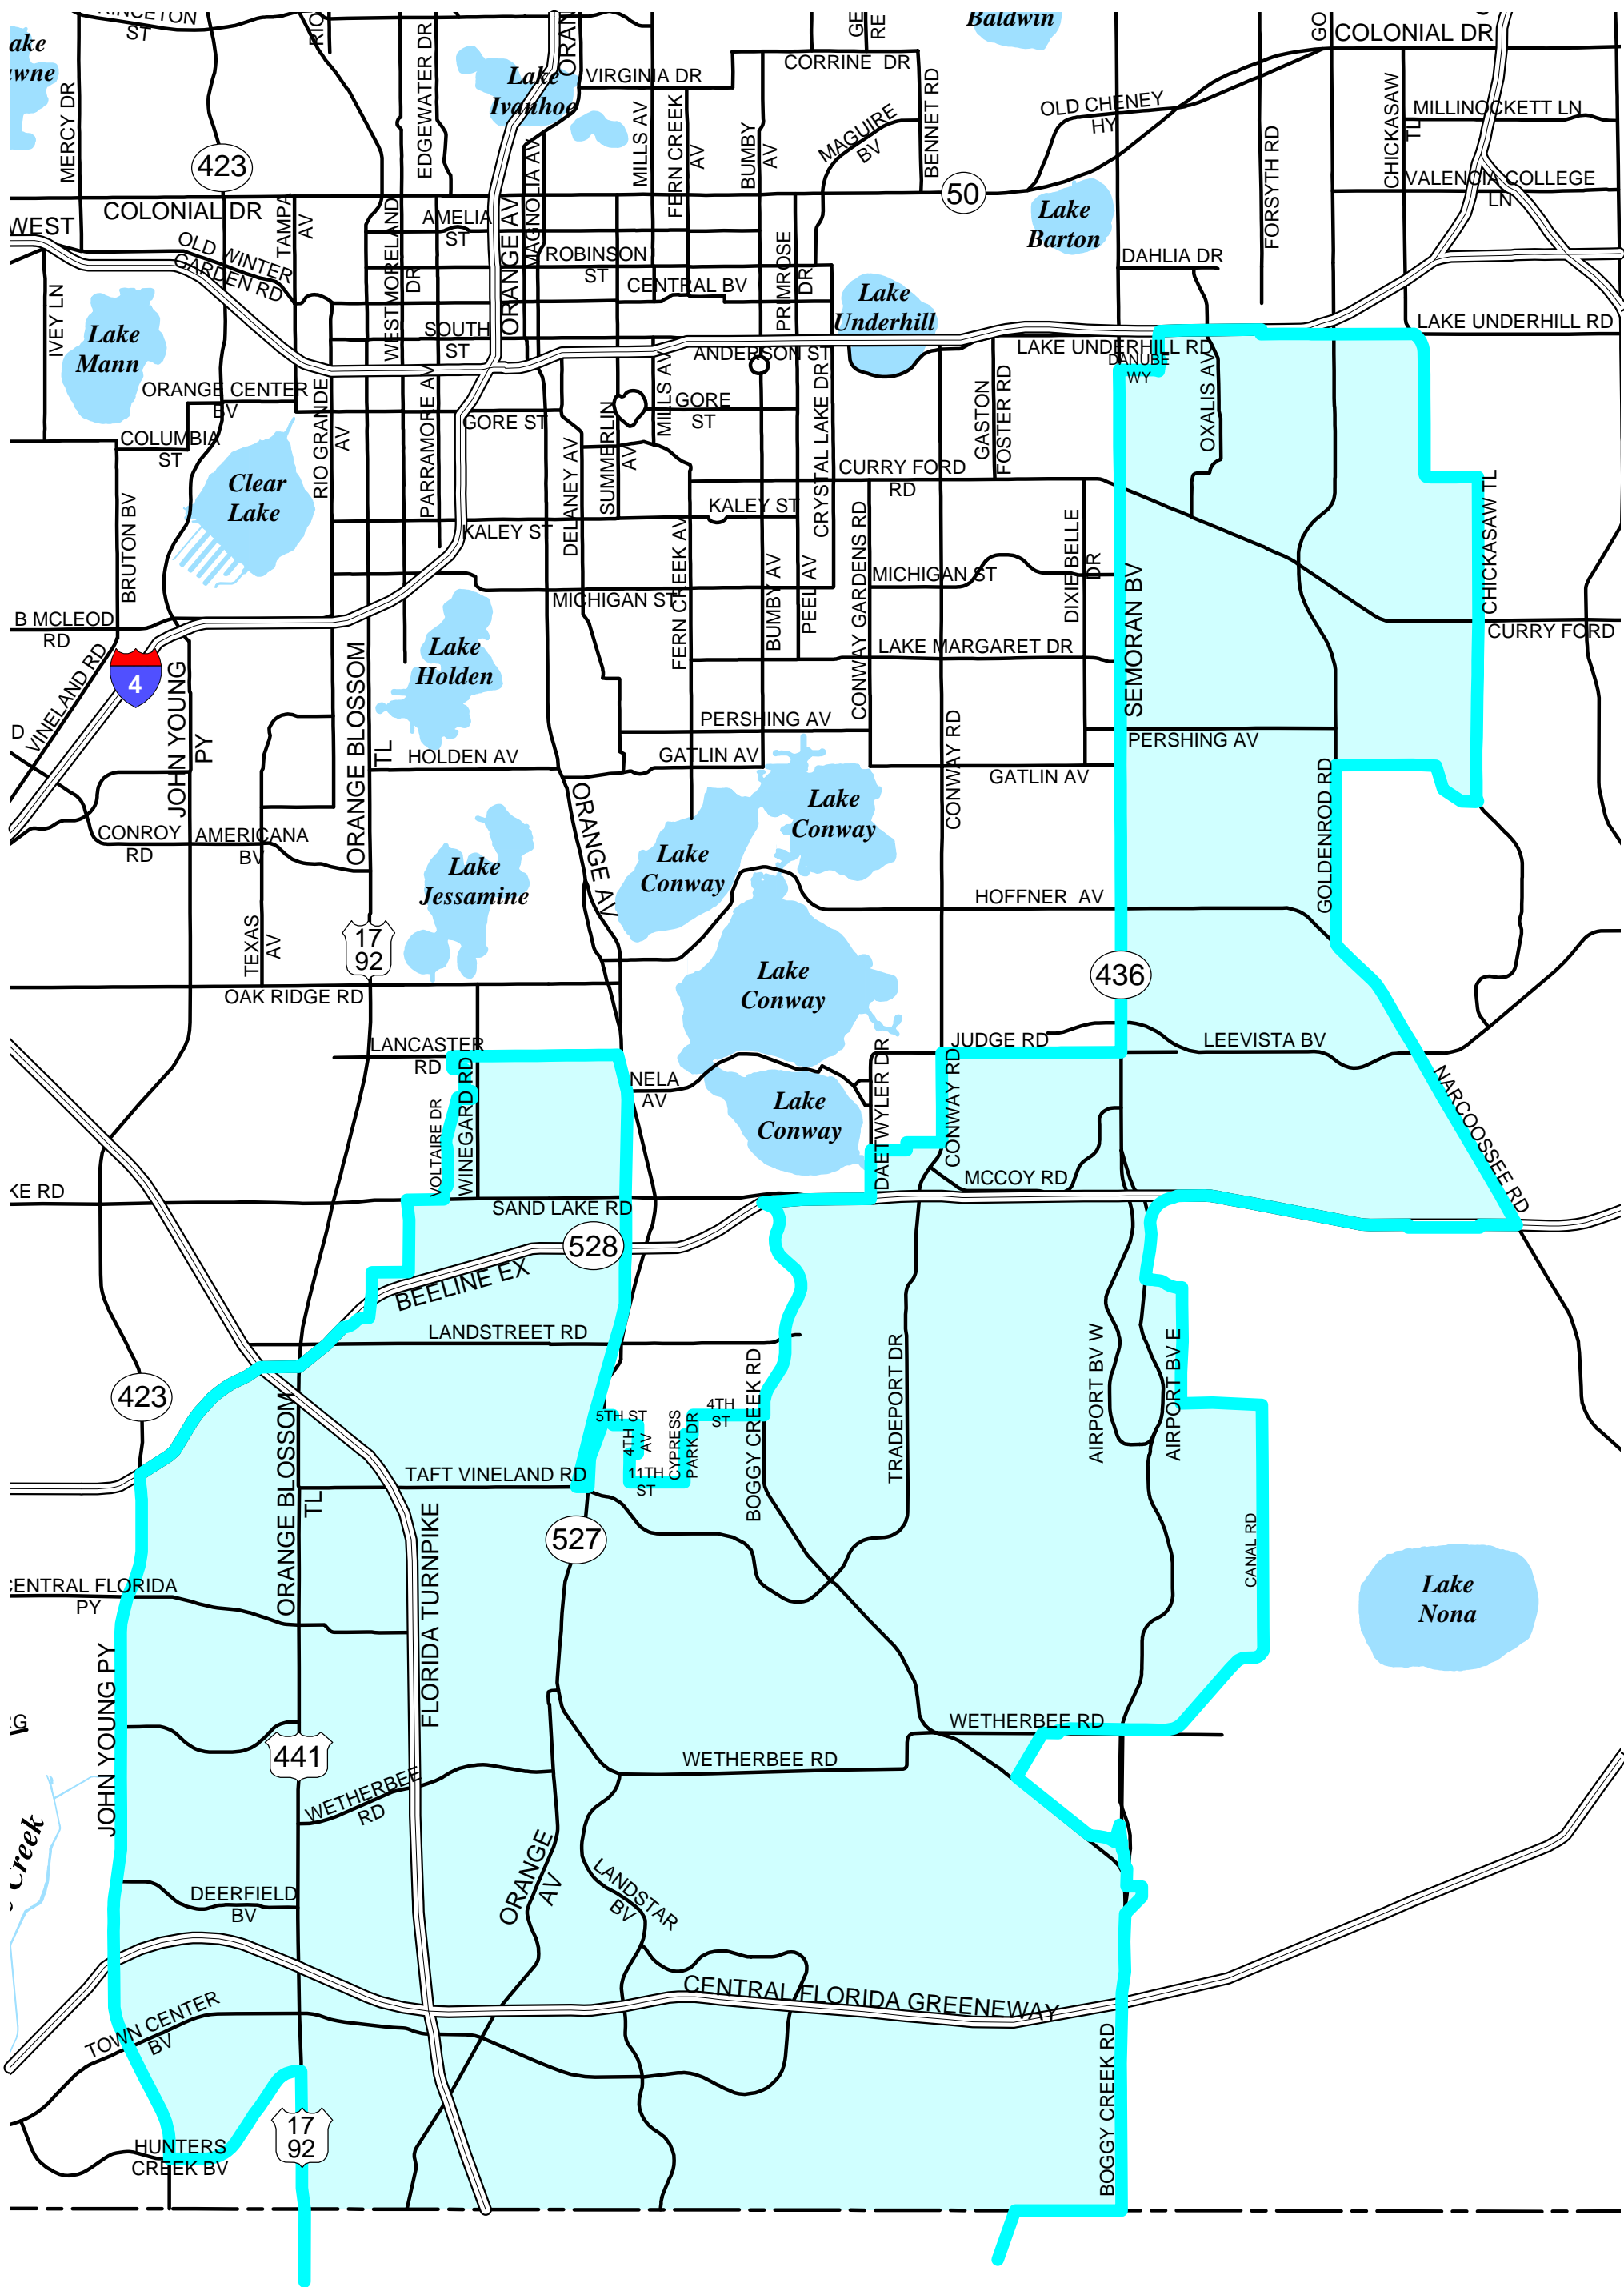 PRINCETON
ST
RIO
EDGEWATER DR
ORAN
GE
RE
Baldwin
GO
COLONIAL DR
ake
wne
MERCY DR
Lake
Ivanhoe
VIRGINIA DR
CORRINE DR
MILLS AV
FERN CREEK
AV
BUMBY
AV
MAGUIRE
BV
BENNET RD
OLD CHENEY
HY
FORSYTH RD
CHICKASAW
TL
MILLINOCKETT LN
VALENCIA COLLEGE
LN
423
50
WEST
COLONIAL DR
TAMPA
AV
AMELIA
ST
ORANGE AV
MAGNOLIA AV
Lake
Barton
DAHLIA DR
OLD WINTER
GARDEN RD
WESTMORELAND
DR
ROBINSON
ST
CENTRAL BV
PRIMROSE
DR
IVEY LN
Lake
Mann
SOUTH
ST
Lake
Underhill
ANDERSON ST
LAKE UNDERHILL RD
LAKE UNDERHILL RD
DANUBE
WY
ORANGE CENTER
BV
COLUMBIA
ST
RIO GRANDE
AV
PARRAMORE AV
GORE ST
DELANEY AV
SUMMERLIN
AV
MILLS AV
GORE
ST
CRYSTAL LAKE DR
GASTON
FOSTER RD
OXALIS AV
Clear
Lake
CURRY FORD
RD
KALEY ST
KALEY ST
BRUTON BV
FERN CREEK AV
BUMBY AV
PEEL AV
CONWAY GARDENS RD
DIXIE BELLE
DR
CHICKASAW TL
MICHIGAN ST
MICHIGAN ST
B MCLEOD
RD
CURRY FORD
VINELAND RD
4
Lake
Holden
LAKE MARGARET DR
SEMORAN BV
JOHN YOUNG
PY
ORANGE BLOSSOM
TL
D
HOLDEN AV
PERSHING AV
PERSHING AV
GATLIN AV
GATLIN AV
CONWAY RD
GOLDENROD RD
CONROY
RD
AMERICANA
BV
ORANGE AV
Lake
Conway
Lake
Conway
Lake
Jessamine
HOFFNER AV
TEXAS
AV
17
92
Lake
Conway
436
OAK RIDGE RD
LANCASTER
RD
JUDGE RD
LEEVISTA BV
NELA
AV
Lake
Conway
DAETWYLER DR
CONWAY RD
NARCOOSSEE RD
VOLTAIRE DR
WINEGARD RD
MCCOY RD
KE RD
SAND LAKE RD
528
BEELINE EX
LANDSTREET RD
BOGGY CREEK RD
TRADEPORT DR
AIRPORT BV W
AIRPORT BV E
423
ORANGE BLOSSOM
TL
5TH ST
4TH
AV
CYPRESS
PARK DR
4TH
ST
11TH
ST
TAFT VINELAND RD
527
FLORIDA TURNPIKE
CANAL RD
Lake
Nona
CENTRAL FLORIDA
PY
JOHN YOUNG PY
441
WETHERBEE RD
WETHERBEE RD
WETHERBEE
RD
Creek
ORANGE
AV
LANDSTAR
BV
DEERFIELD
BV
CENTRAL FLORIDA GREENEWAY
TOWN CENTER
BV
BOGGY CREEK RD
17
92
HUNTERS
CREEK BV